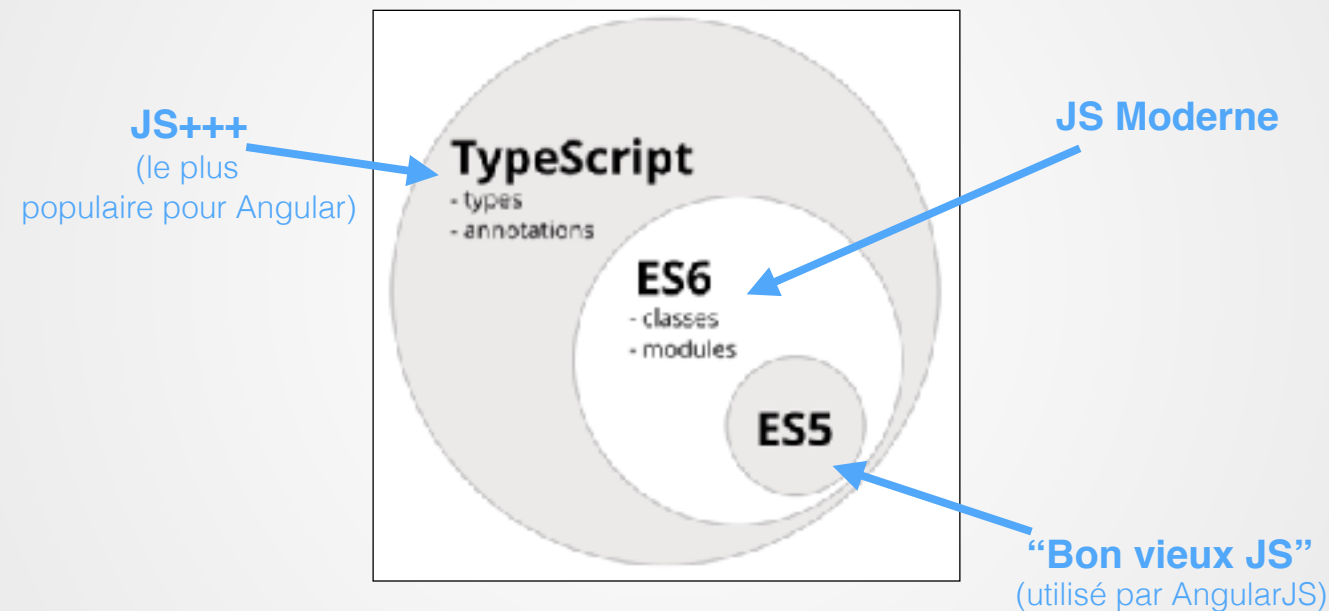 JS+++
(le plus
populaire pour Angular)
TypeScript
- types
- annotations
JS Moderne
ES6
- classes
- modules
ES5
“Bon vieux JS”
(utilisé par AngularJS)